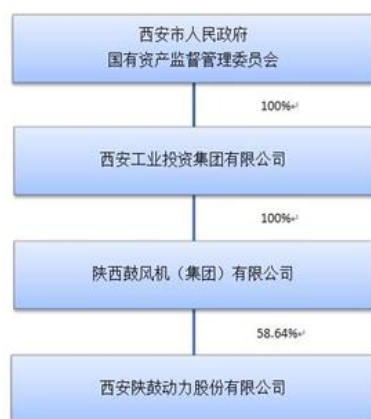 西安市人民政府
国有资产监督管理委员会
100%↵
西安工业投资集团有限公司
100%↵
陕西鼓风机（集团）有限公司
58.64%↵
西安陕鼓动力股份有限公司